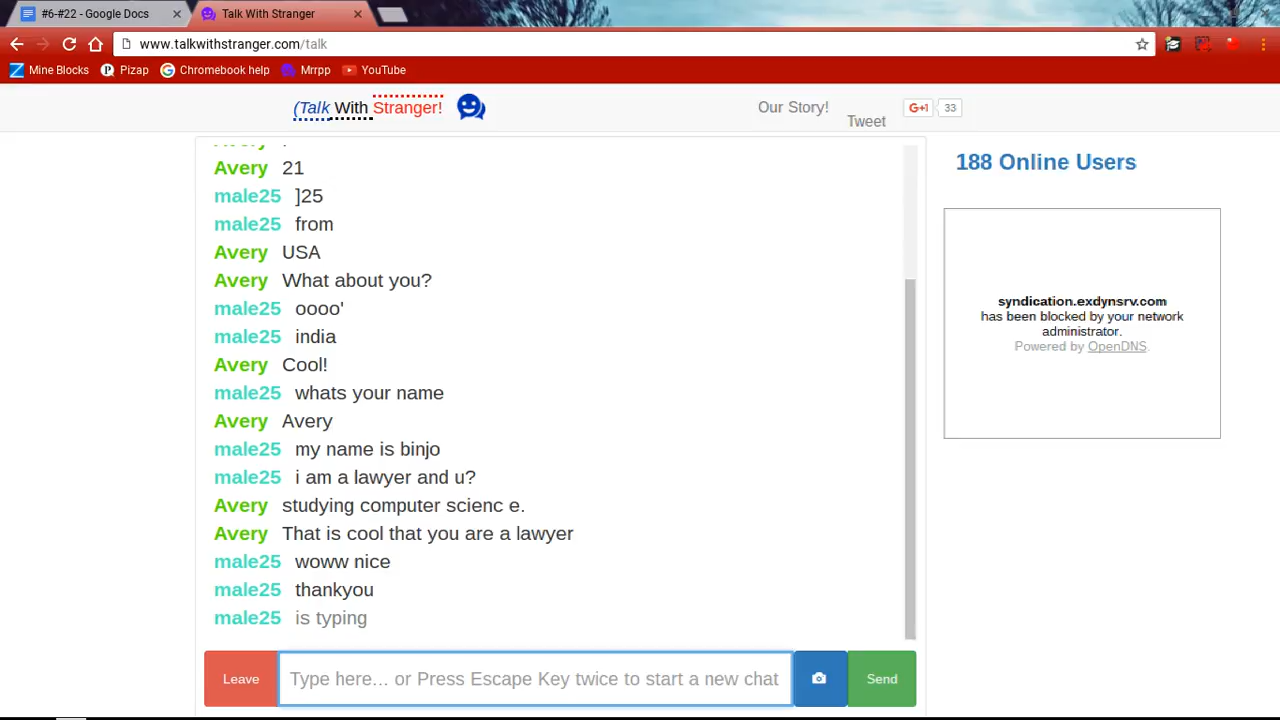 #6-#22 - Google Docs
Talk With Stranger
www.talkwithstranger.com/talk
Mine Blocks
Pizap
Chromebook help
Mrrpp
YouTube
(Talk With Stranger!
Our Story!
Tweet
G+1
33
188 Online Users
Avery 21
male25 ]25
male25 from
Avery USA
Avery What about you?
male25 oooo'
male25 india
Avery Cool!
male25 whats your name
Avery Avery
male25 my name is binjo
male25 i am a lawyer and u?
Avery studying computer scienc e.
Avery That is cool that you are a lawyer
male25 woww nice
male25 thankyou
male25 is typing
syndication.exdynsrv.com
has been blocked by your network
administrator.
Powered by OpenDNS.
Leave
Type here... or Press Escape Key twice to start a new chat
Send